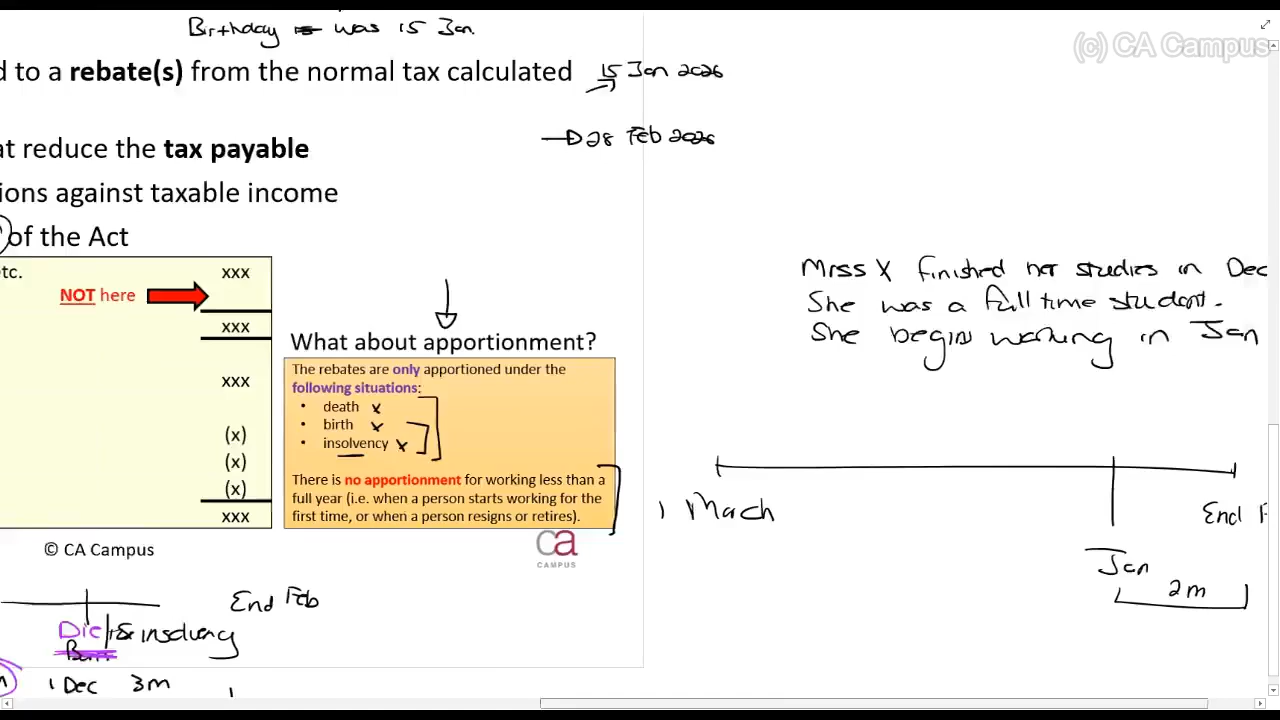 Birthday was 15 Jan.
(c) CA Campus
d to a rebate(s) from the normal tax calculated
15 Jan 2026
28 Feb 2026
at reduce the tax payable
ions against taxable income
of the Act
etc. xxx
NOT here
xxx
xxx
(x)
(x)
(x)
xxx
What about apportionment?
The rebates are only apportioned under the
following situations:
• death x
• birth x
• insolvency x
There is no apportionment for working less than a
full year (i.e. when a person starts working for the
first time, or when a person resigns or retires).
© CA Campus
ca
CAMPUS
Miss X finished her studies in Dec
She was a full time student.
She begin working in Jan
1 March
End F
Jan
2m
End Feb
Die insolvency
1 Dec 3m